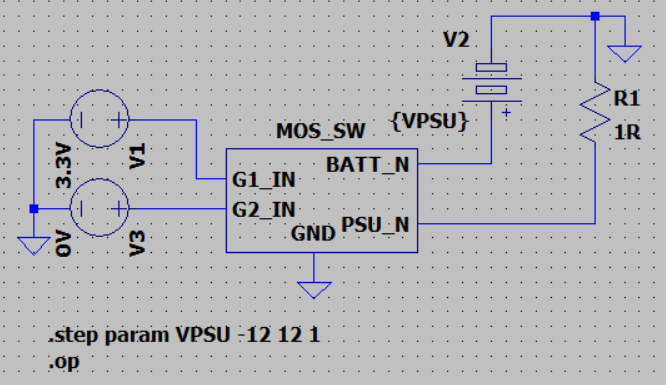 V2
{VPSU}
R1
1R
MOS_SW
BATT_N
G1_IN
G2_IN
PSU_N
GND
3.3V
V1
0V
V3
.step param VPSU -12 12 1
.op